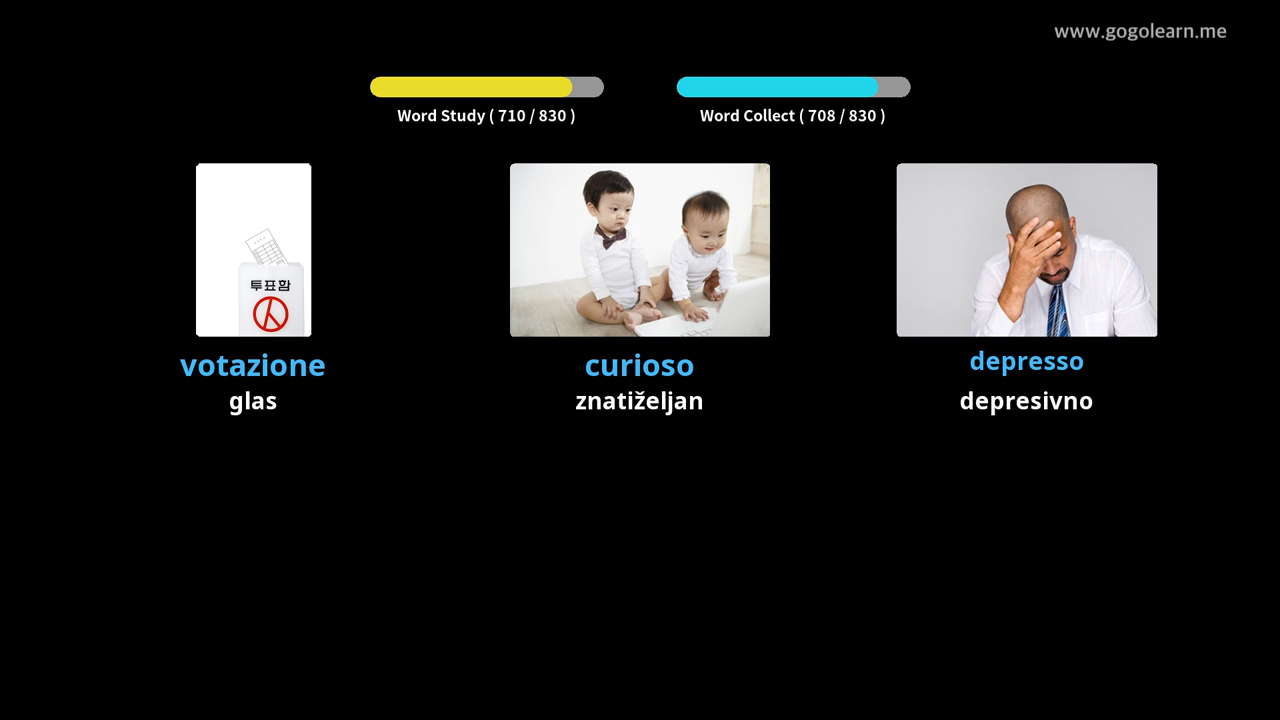 www.gogolearn.me
Word Study ( 710 / 830 )
Word Collect ( 708 / 830 )
투표함
votazione
curioso
depresso
glas
znatiželjan
depresivno